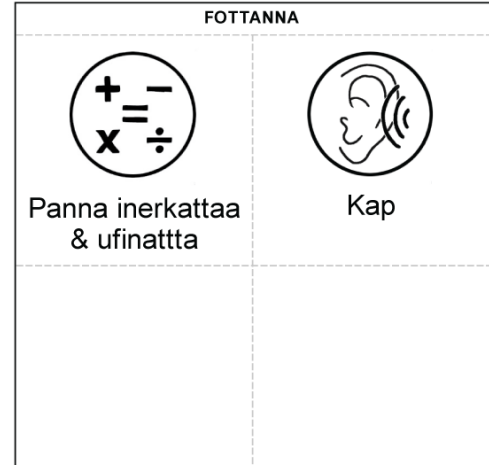 FOTTANNA
+ −
=
x ÷
Panna inerkattaa
& ufinattta
Kap